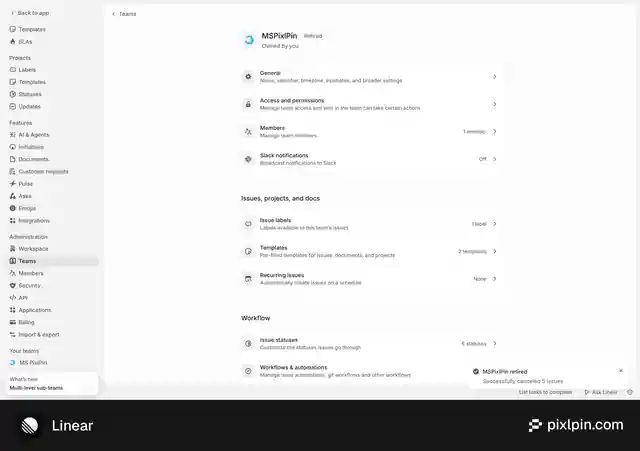 Back to app
Templates
SLAs
Projects
Labels
Templates
Statuses
Updates
Features
AI & Agents
Initiatives
Documents
Customer requests
Pulse
Asks
Emojis
Integrations
Administration
Workspace
Teams
Members
Security
API
Applications
Billing
Import & export
Your teams
MS PixlPin
What's new
Multi-level sub-teams
Teams
MSPixlPin Retired
Owned by you
General
Name, identifier, timezone, estimates, and broader settings
Access and permissions
Manage team access and who in the team can take certain actions
Members 1 member
Manage team members
Slack notifications Off
Broadcast notifications to Slack
Issues, projects, and docs
Issue labels 1 label
Labels available to this team's issues
Templates 2 templates
Pre-filled templates for issues, documents, and projects
Recurring issues None
Automatically create issues on a schedule
Workflow
Issue statuses 6 statuses
Customize the statuses issues go through
Workflows & automations
Manage issue automations, git workflows and other workflows
MSPixlPin retired
Successfully canceled 5 issues
List tasks to complete Ask Linear
Linear
pixlpin.com